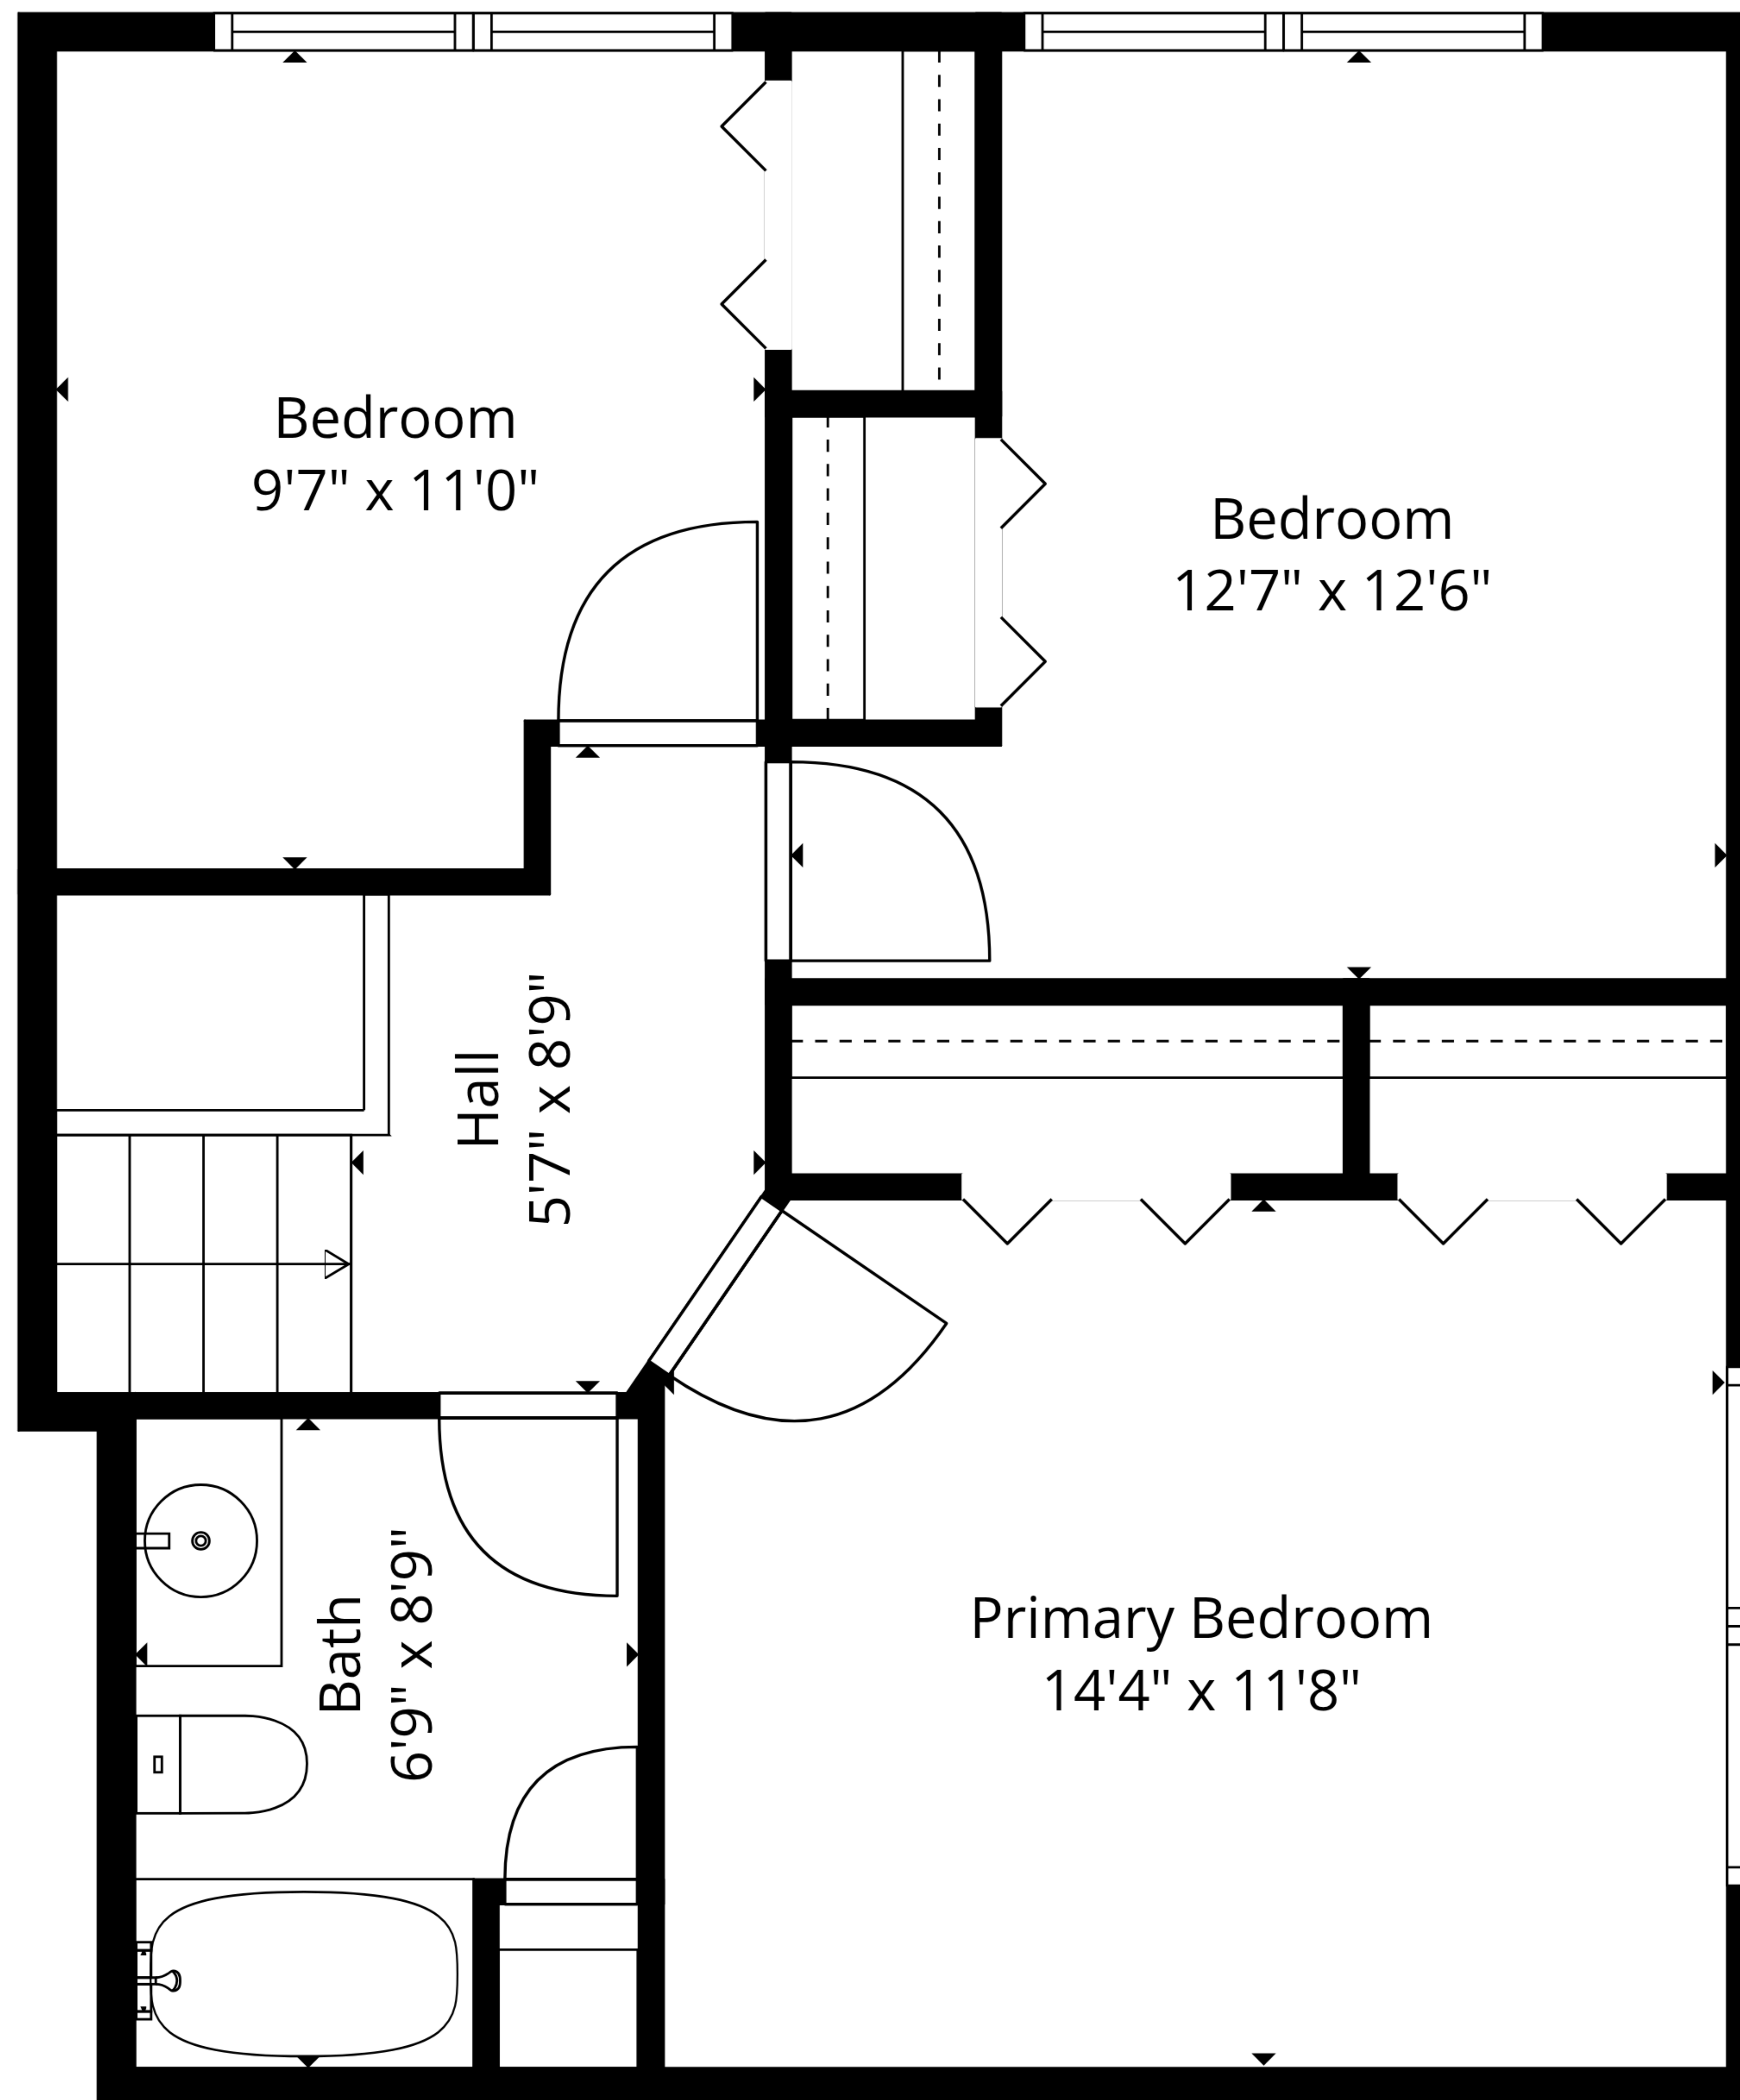 Bedroom
9'7" x 11'0"
Bedroom
12'7" x 12'6"
Hall
5'7" x 8'9"
Primary Bedroom
14'4" x 11'8"
Bath
6'9" x 8'9"